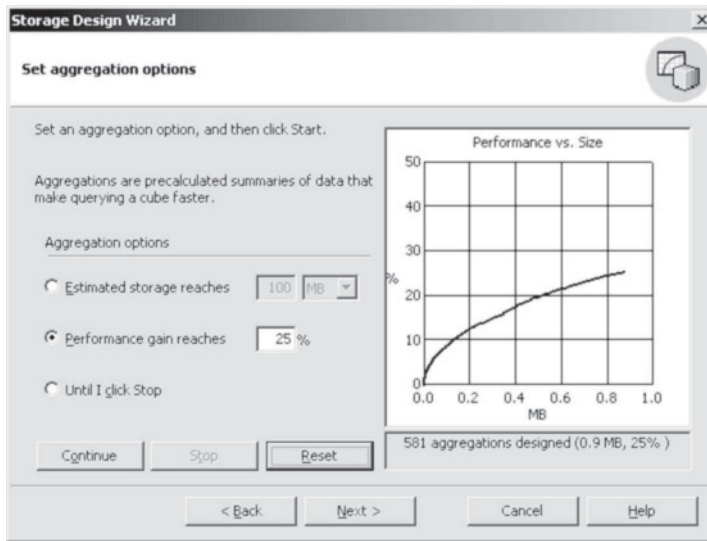 Storage Design Wizard
Set aggregation options
Set an aggregation option, and then click Start.
Aggregations are precalculated summaries of data that
make querying a cube faster.
Aggregation options
Estimated storage reaches 100 MB
Performance gain reaches 25 %
Until I click Stop
Continue Stop Reset
Performance vs. Size
50
40
30
%
20
10
0
0.0 0.2 0.4 0.6 0.8 1.0
MB
581 aggregations designed (0.9 MB, 25% )
< Back Next > Cancel Help